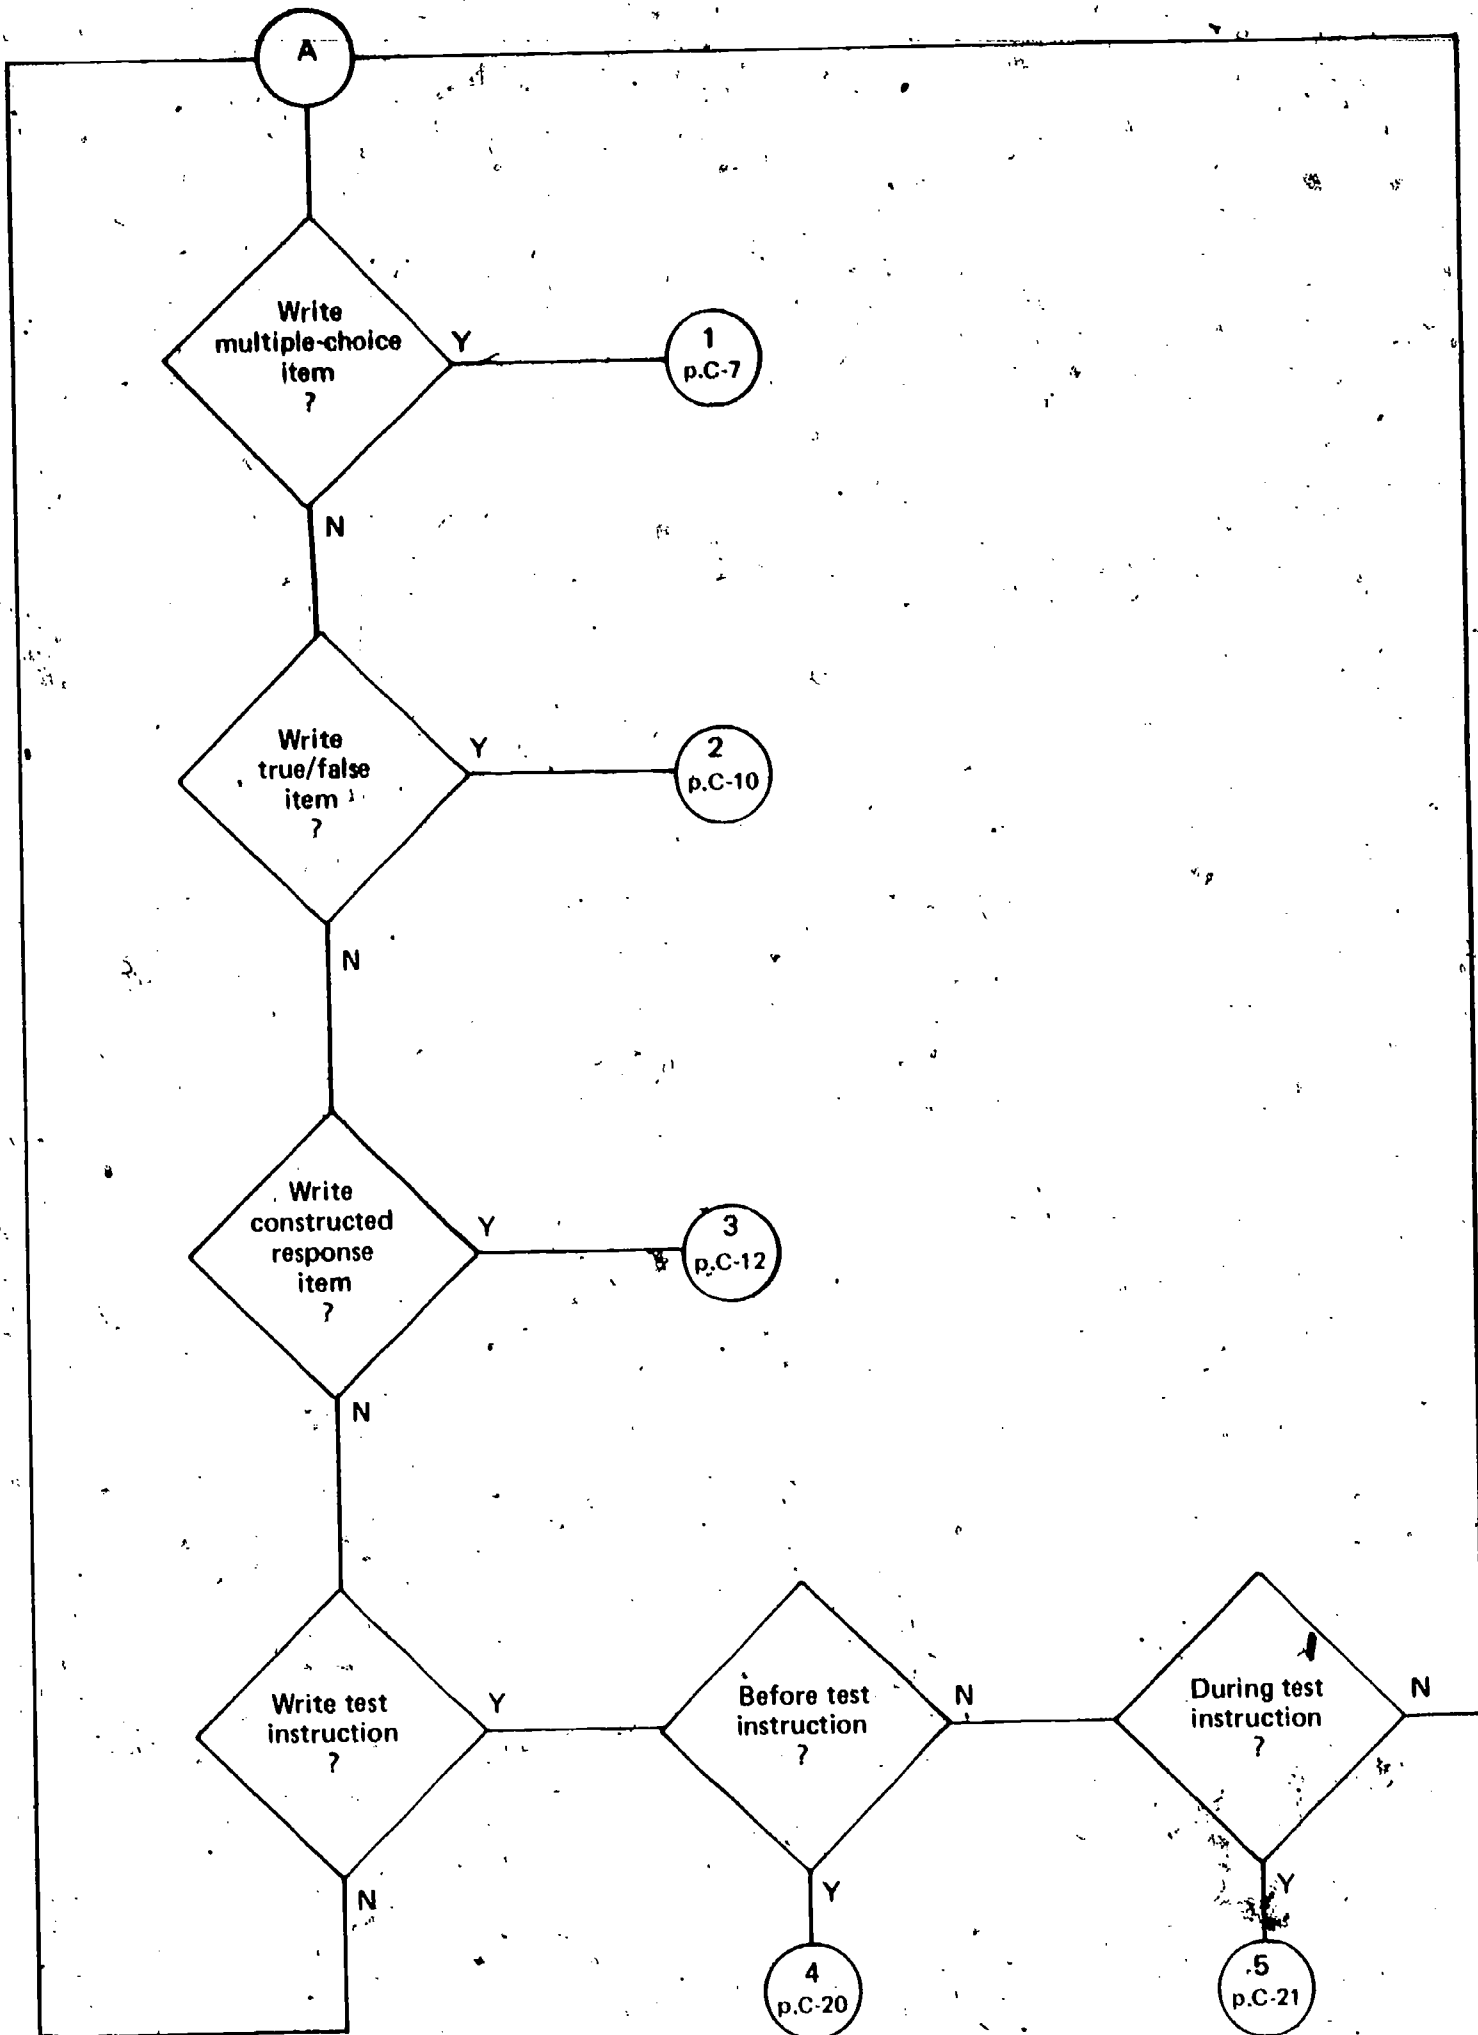 A
Write
multiple-choice
item
?
Y
1
p.C-7
N
Write
true/false
item
?
Y
2
p.C-10
N
Write
constructed
response
item
?
Y
3
p.C-12
N
Write test
instruction
?
Y
Before test
instruction
?
N
During test
instruction
?
N
N
Y
Y
4
p.C-20
5
p.C-21